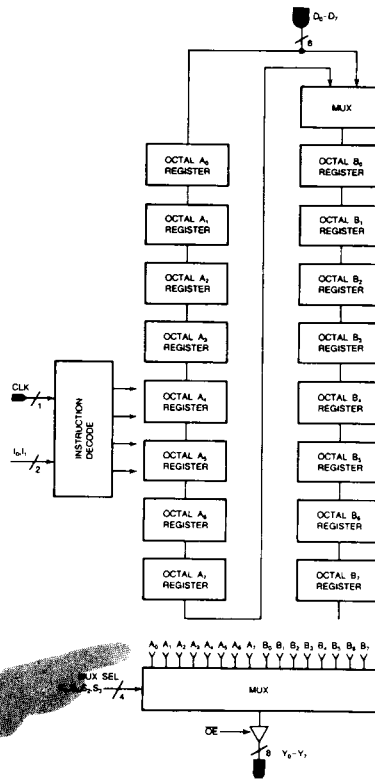 D₀–D₇
8
MUX
OCTAL A₀
REGISTER
OCTAL B₀
REGISTER
OCTAL A₁
REGISTER
OCTAL B₁
REGISTER
OCTAL A₂
REGISTER
OCTAL B₂
REGISTER
OCTAL A₃
REGISTER
OCTAL B₃
REGISTER
CLK
1
I₀,I₁
2
INSTRUCTION
DECODE
OCTAL A₄
REGISTER
OCTAL B₄
REGISTER
OCTAL A₅
REGISTER
OCTAL B₅
REGISTER
OCTAL A₆
REGISTER
OCTAL B₆
REGISTER
OCTAL A₇
REGISTER
OCTAL B₇
REGISTER
A₀ A₁ A₂ A₃ A₄ A₅ A₆ A₇ B₀ B₁ B₂ B₃ B₄ B₅ B₆ B₇
MUX SEL
S₂,S₃
4
MUX
OE
8
Y₀–Y₇